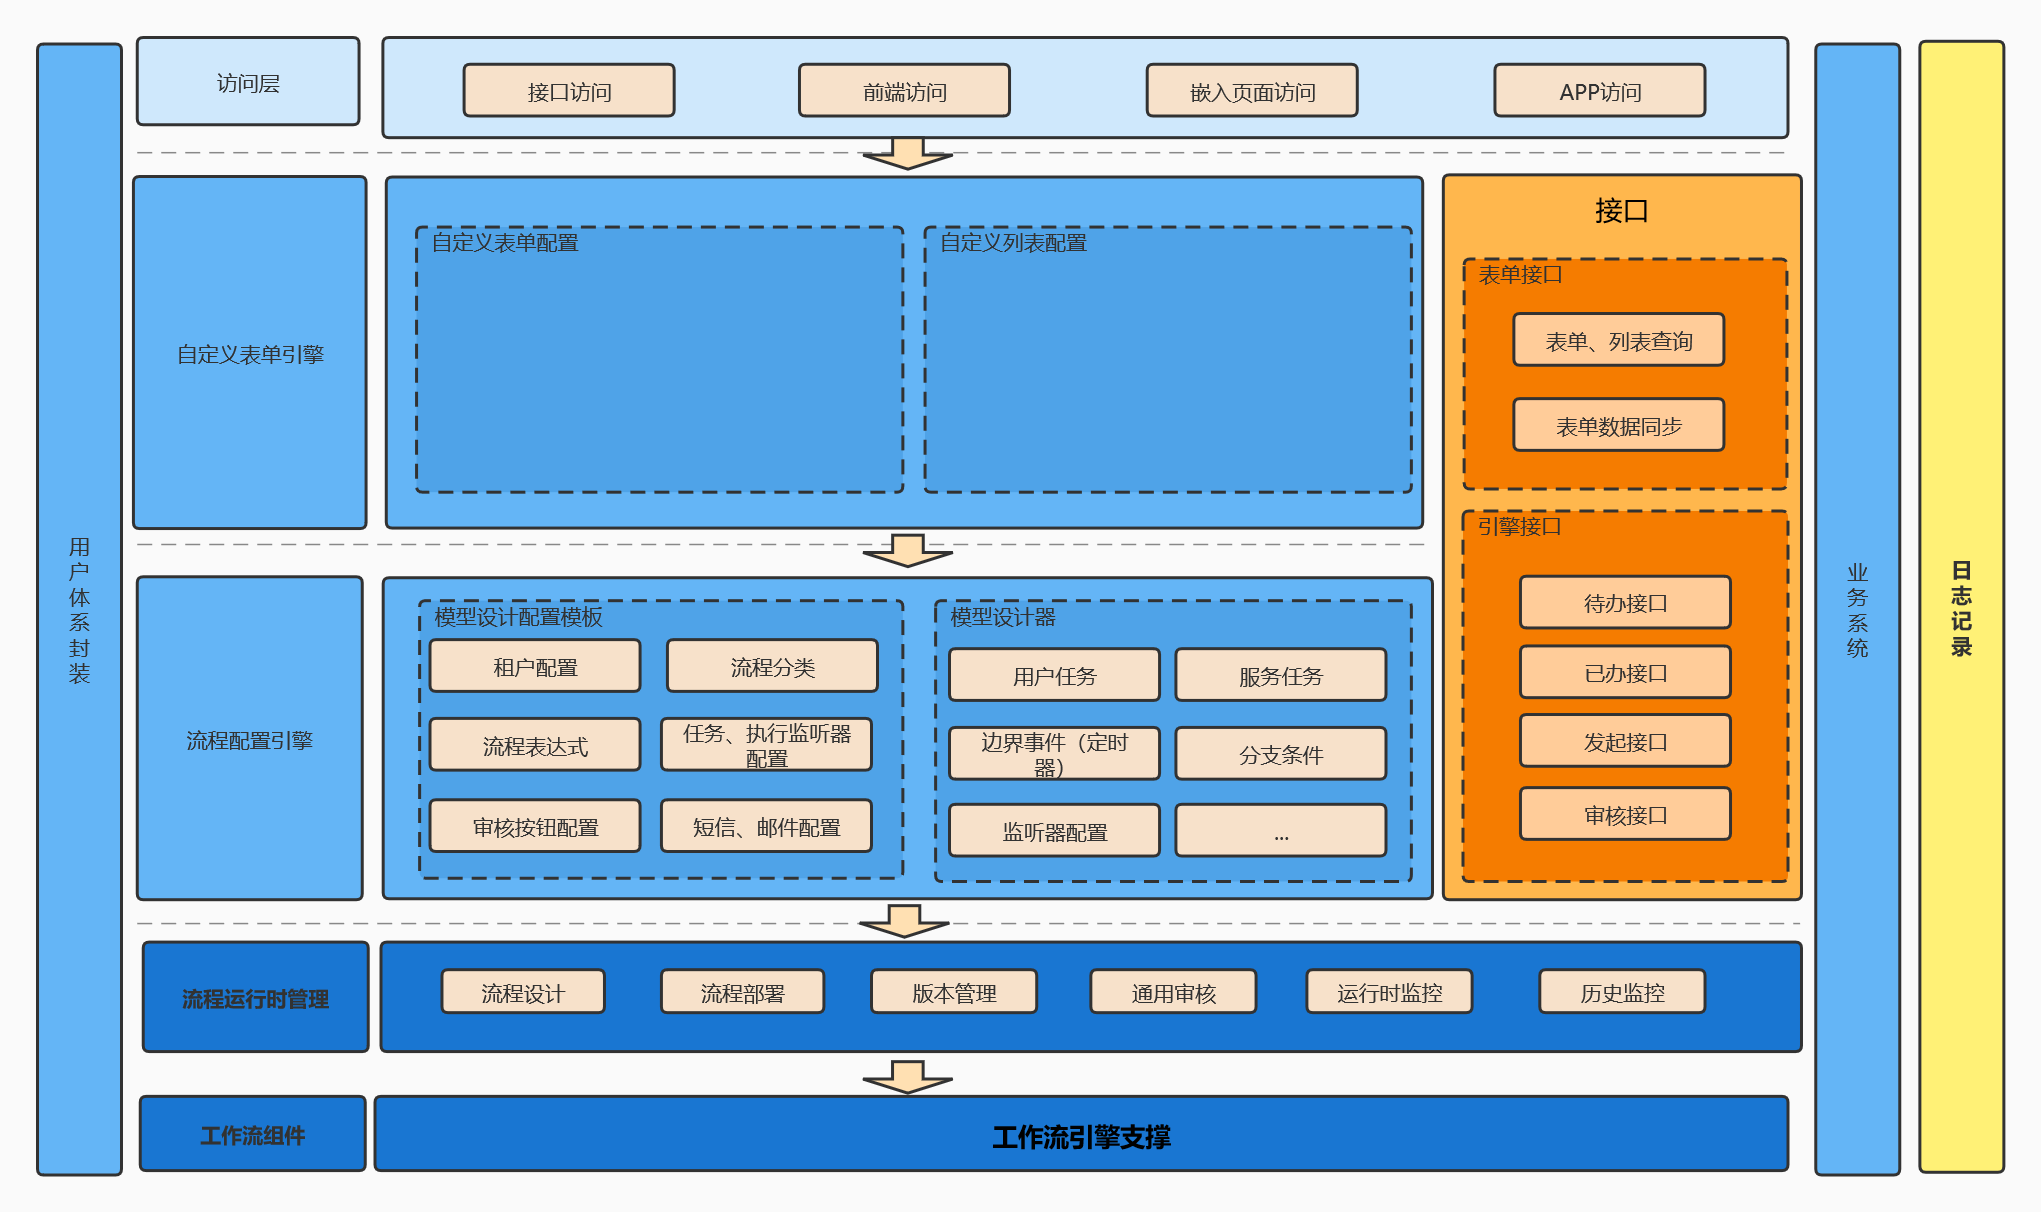 用户体系封装
访问层
接口访问
前端访问
嵌入页面访问
APP访问
自定义表单引擎
自定义表单配置
自定义列表配置
接口
表单接口
表单、列表查询
表单数据同步
引擎接口
待办接口
已办接口
发起接口
审核接口
流程配置引擎
模型设计配置模板
租户配置
流程分类
流程表达式
任务、执行监听器
配置
审核按钮配置
短信、邮件配置
模型设计器
用户任务
服务任务
边界事件（定时
器）
分支条件
监听器配置
...
流程运行时管理
流程设计
流程部署
版本管理
通用审核
运行时监控
历史监控
工作流组件
工作流引擎支撑
业务系统
日志记录